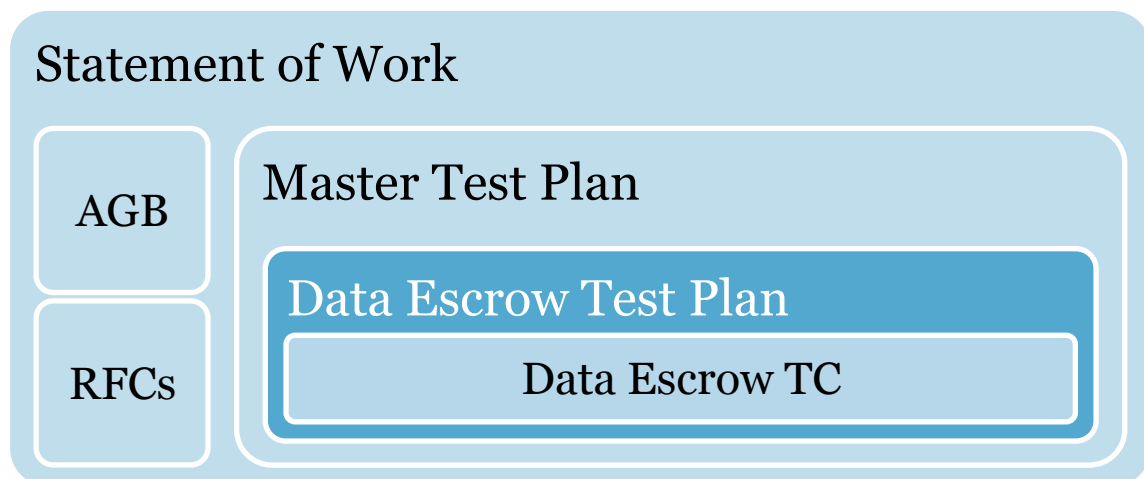 Statement of Work
AGB
RFCs
Master Test Plan
Data Escrow Test Plan
Data Escrow TC